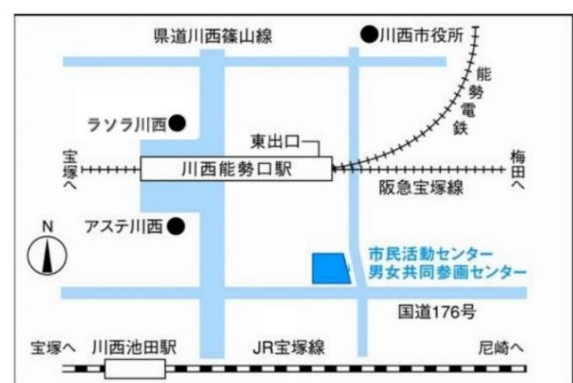 県道川西篠山線
川西市役所
能勢電鉄
ラソラ川西
東出口
宝塚へ
川西能勢口駅
阪急宝塚線
梅田へ
アステ川西
N
市民活動センター
男女共同参画センター
国道176号
宝塚へ
川西池田駅
JR宝塚線
尼崎へ